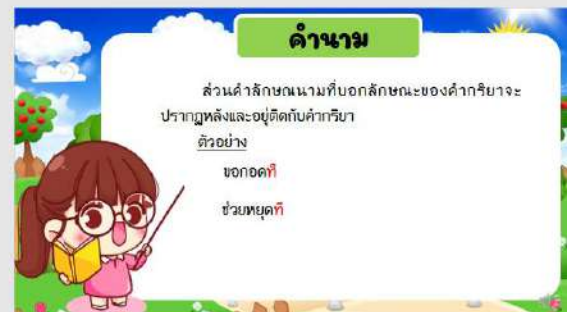 คำนาม
ส่วนคำลักษณนามที่บอกลักษณะของคำกริยาจะ
ปรากฏหลังและอยู่ติดกับคำกริยา
ตัวอย่าง
ขอกอดที
ช่วยหยุดที